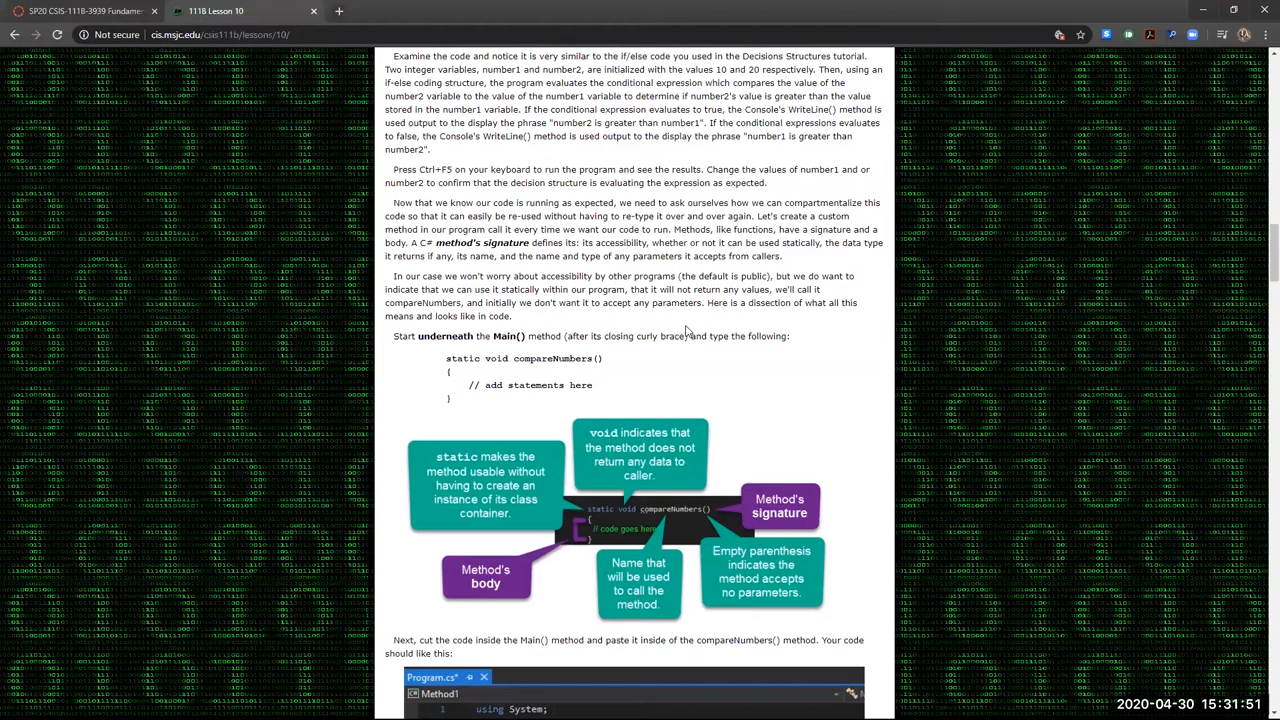 SP20 CSIS-111B-3939 Fundame
111B Lesson 10
Not secure | cis.msjc.edu/csis111b/lessons/10/
Examine the code and notice it is very similar to the if/else code you used in the Decisions Structures tutorial.
Two integer variables, number1 and number2, are initialized with the values 10 and 20 respectively. Then, using an
if-else structure, the program evaluates the condition expression which compares the value of the
number2 variable to the value of the number1 variable to determine if number2's value is greater than the value
stored in the number1 variable. If the conditional expression evaluates to true, the Console's WriteLine() method is
used output to the display the phrase "number2 is greater than number1". If the conditional expressions evaluates
to false, the Console's WriteLine() method is used output to the display the phrase "number1 is greater than
number2".
Press Ctrl+F5 on your keyboard to run the program and see the results. Change the values of number1 and or
number2 to confirm that the decision structure is evaluating the expression as expected.
Now that we know our code is running as expected, we need to ask ourselves how we can compartmentalize this
code so that it can easily be re-used without having to re-type it over and over again. Let's create a custom
method in our program call it every time we want our code to run. Methods, like functions, have a signature and a
body. A C# method's signature defines its: its accessibility, whether or not it can be used statically, the data type
it returns if any, its name, and the name and type of any parameters it accepts from callers.
In our case we won't worry about accessibility by other programs (the default is public), but we do want to
indicate that we can use it statically within our program, that it will not return any values, we'll call it
compareNumbers, and initially we don't want it to accept any parameters. Here is a dissection of what all this
means and looks like in code.
Start underneath the Main() method (after its closing curly brace) and type the following:
static void compareNumbers()
{
// add statements here
}
void indicates that
the method does not
return any data to
caller.
static makes the
method usable without
having to create an
instance of its class
container.
Method's
signature
static void compareNumbers()
{
// code goes here
}
Method's
body
Name that
will be used
to call the
method.
Empty parenthesis
indicates the
method accepts
no parameters.
Next, cut the code inside the Main() method and paste it inside of the compareNumbers() method. Your code
should like this:
Program.cs*
Method1
1 using System;
2020-04-30 15:31:51